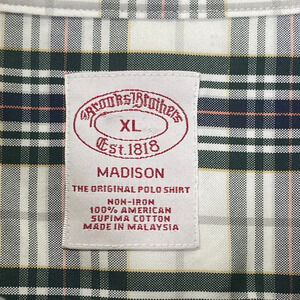 Brooks Brothers
XL
Est. 1818
MADISON
THE ORIGINAL POLO SHIRT
NON-IRON
100% AMERICAN
SUPIMA COTTON
MADE IN MALAYSIA